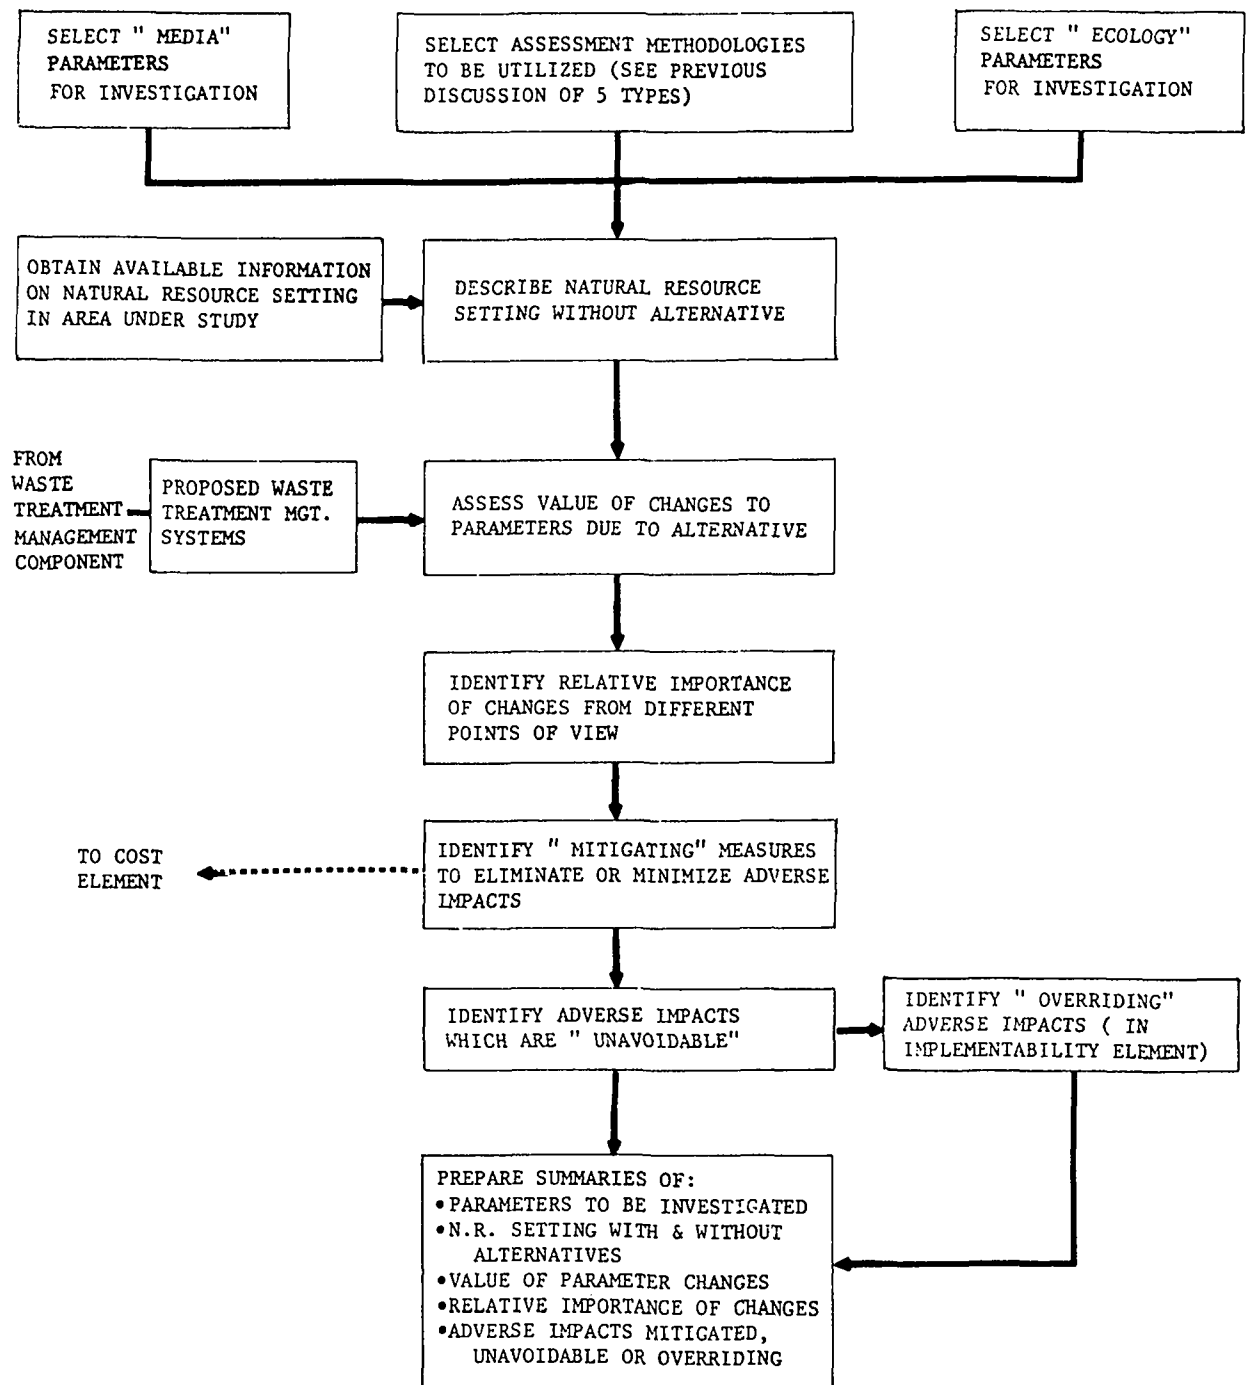 SELECT " MEDIA"
PARAMETERS
FOR INVESTIGATION
SELECT ASSESSMENT METHODOLOGIES
TO BE UTILIZED (SEE PREVIOUS
DISCUSSION OF 5 TYPES)
SELECT " ECOLOGY"
PARAMETERS
FOR INVESTIGATION
OBTAIN AVAILABLE INFORMATION
ON NATURAL RESOURCE SETTING
IN AREA UNDER STUDY
DESCRIBE NATURAL RESOURCE
SETTING WITHOUT ALTERNATIVE
FROM
WASTE
TREATMENT
MANAGEMENT
COMPONENT
PROPOSED WASTE
TREATMENT MGT.
SYSTEMS
ASSESS VALUE OF CHANGES TO
PARAMETERS DUE TO ALTERNATIVE
IDENTIFY RELATIVE IMPORTANCE
OF CHANGES FROM DIFFERENT
POINTS OF VIEW
TO COST
ELEMENT
IDENTIFY " MITIGATING" MEASURES
TO ELIMINATE OR MINIMIZE ADVERSE
IMPACTS
IDENTIFY ADVERSE IMPACTS
WHICH ARE " UNAVOIDABLE"
IDENTIFY " OVERRIDING"
ADVERSE IMPACTS ( IN
IMPLEMENTABILITY ELEMENT)
PREPARE SUMMARIES OF:
•PARAMETERS TO BE INVESTIGATED
•N.R. SETTING WITH & WITHOUT
ALTERNATIVES
•VALUE OF PARAMETER CHANGES
•RELATIVE IMPORTANCE OF CHANGES
•ADVERSE IMPACTS MITIGATED,
UNAVOIDABLE OR OVERRIDING